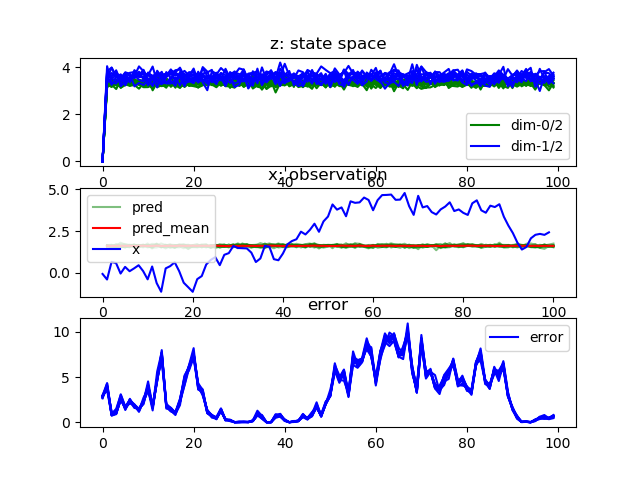 z: state space
4
2
0
dim-0/2
dim-1/2
0 20 40 60 80 100
x: observation
5.0
2.5
0.0
pred
pred_mean
x
0 20 40 60 80 100
error
10
5
0
error
0 20 40 60 80 100